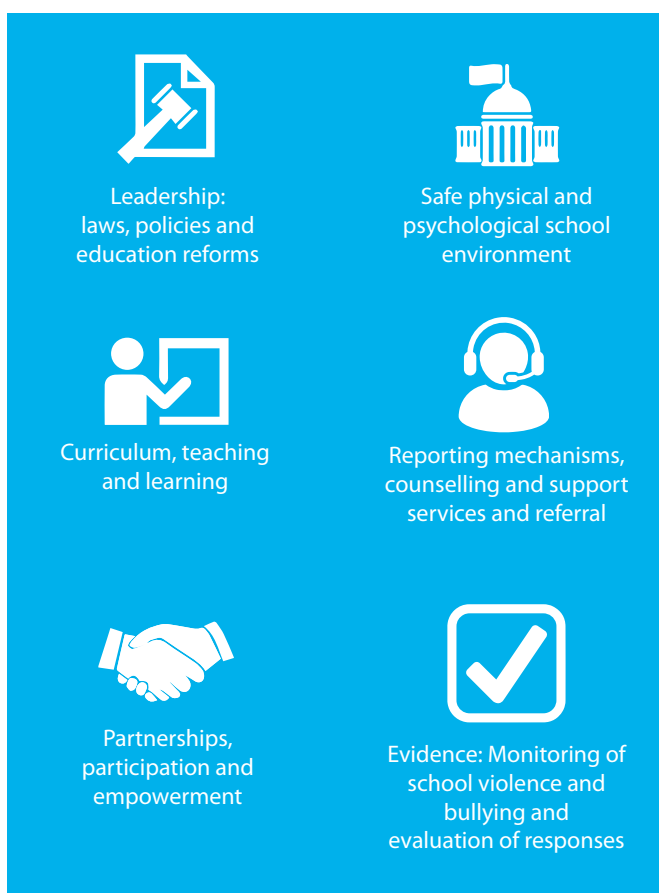 Leadership:
laws, policies and
education reforms
Safe physical and
psychological school
environment
Curriculum, teaching
and learning
Reporting mechanisms,
counselling and support
services and referral
Partnerships,
participation and
empowerment
Evidence: Monitoring of
school violence and
bullying and
evaluation of responses